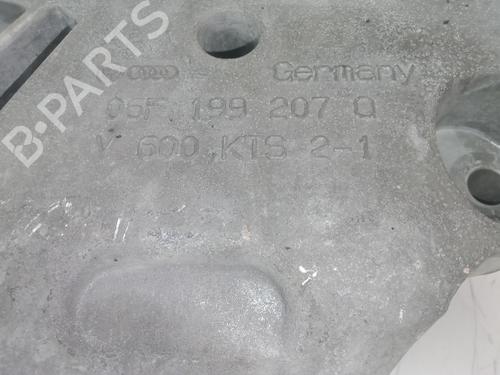 B-PARTS
Germany
06F 199 207 Q
V 600 KTS 2-1